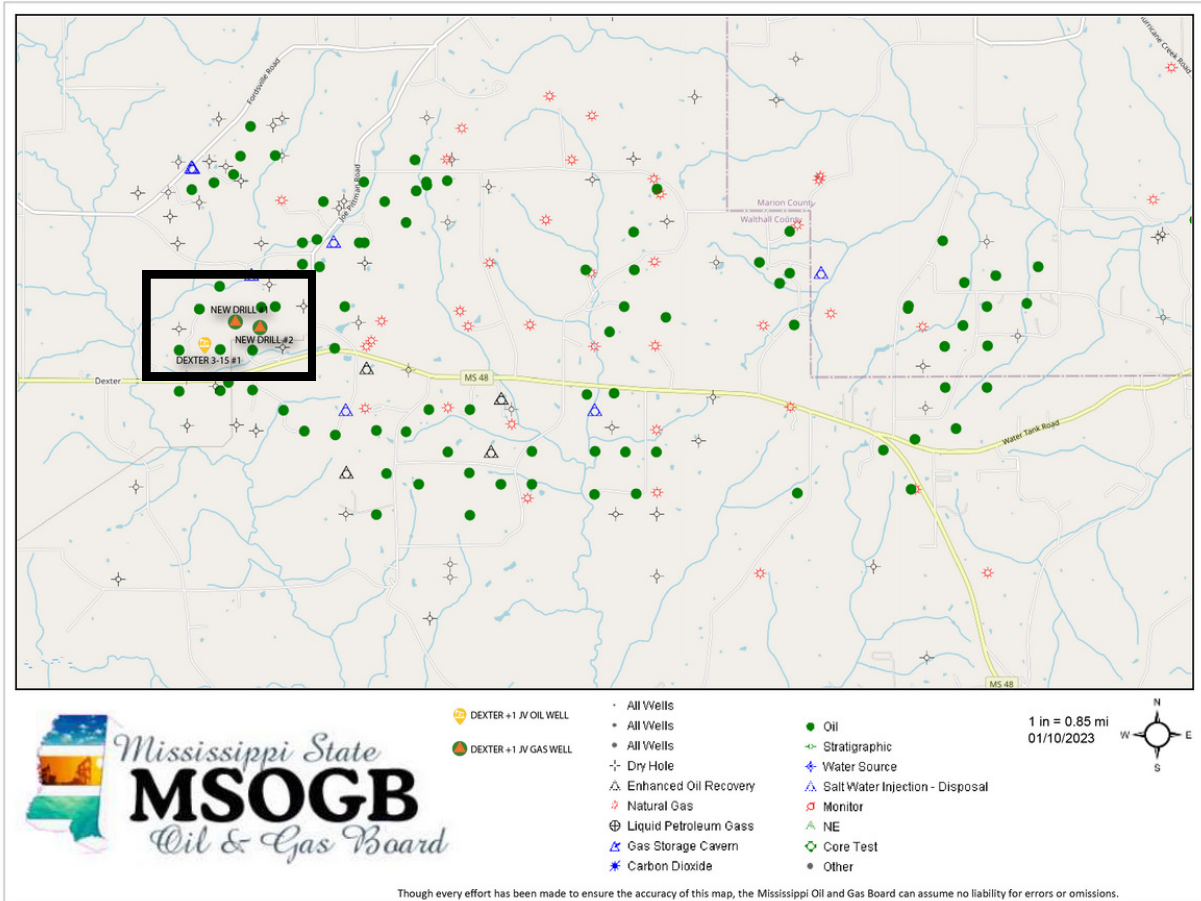 Fordsville Road
urricane Creek Road
Joe Pittman Road
Marion County
Walthall County
NEW DRILL #1
NEW DRILL #2
DEXTER 3-15 #1
Dexter
MS 48
Water Tank Road
MS 48
Mississippi State
MSOGB
Oil & Gas Board
DEXTER +1 JV OIL WELL
DEXTER +1 JV GAS WELL
All Wells
All Wells
All Wells
Dry Hole
Enhanced Oil Recovery
Natural Gas
Liquid Petroleum Gass
Gas Storage Cavern
Carbon Dioxide
Oil
Stratigraphic
Water Source
Salt Water Injection - Disposal
Monitor
NE
Core Test
Other
1 in = 0.85 mi
01/10/2023
N
W E
S
Though every effort has been made to ensure the accuracy of this map, the Mississippi Oil and Gas Board can assume no liability for errors or omissions.